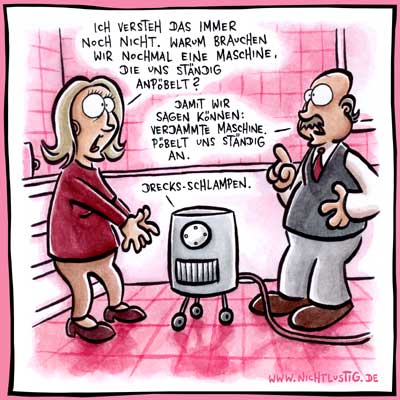 ICH VERSTEH DAS IMMER
NOCH NICHT. WARUM BRAUCHEN
WIR NOCHMAL EINE MASCHINE,
DIE UNS STÄNDIG
ANPÖBELT?
DAMIT WIR
SAGEN KÖNNEN:
VERDAMMTE MASCHINE.
PÖBELT UNS STÄNDIG
AN.
DRECKS-SCHLAMPEN.
WWW.NICHTLUSTIG.DE